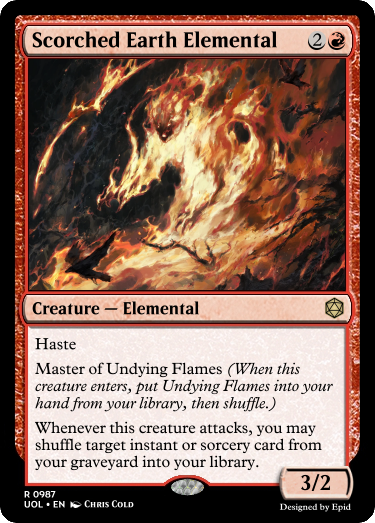 Scorched Earth Elemental 2
Creature — Elemental
Haste
Master of Undying Flames (When this
creature enters, put Undying Flames into your
hand from your library, then shuffle.)
Whenever this creature attacks, you may
shuffle target instant or sorcery card from
your graveyard into your library.
3/2
R 0987
UOL • EN Chris Cold
Designed by Epid